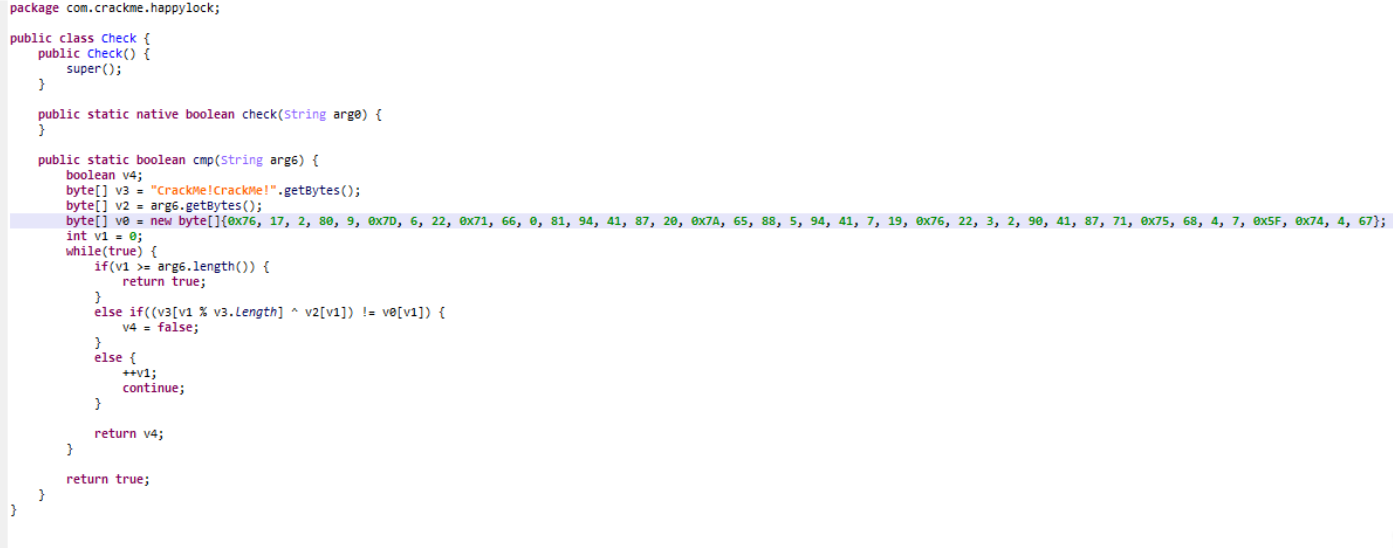 package com.crackme.happylock;
public class Check {
public Check() {
super();
}
public static native boolean check(String arg0) {
}
public static boolean cmp(String arg6) {
boolean v4;
byte[] v3 = "CrackMe!CrackMe!".getBytes();
byte[] v2 = arg6.getBytes();
byte[] v0 = new byte[]{0x76, 17, 2, 80, 9, 0x7D, 6, 22, 0x71, 66, 0, 81, 94, 41, 87, 20, 0x7A, 65, 88, 5, 94, 41, 7, 19, 0x76, 22, 3, 2, 90, 41, 87, 71, 0x75, 68, 4, 7, 0x5F, 0x74, 4, 67};
int v1 = 0;
while(true) {
if(v1 >= arg6.length()) {
return true;
}
else if((v3[v1 % v3.length] ^ v2[v1]) != v0[v1]) {
v4 = false;
}
else {
++v1;
continue;
}
return v4;
}
return true;
}
}